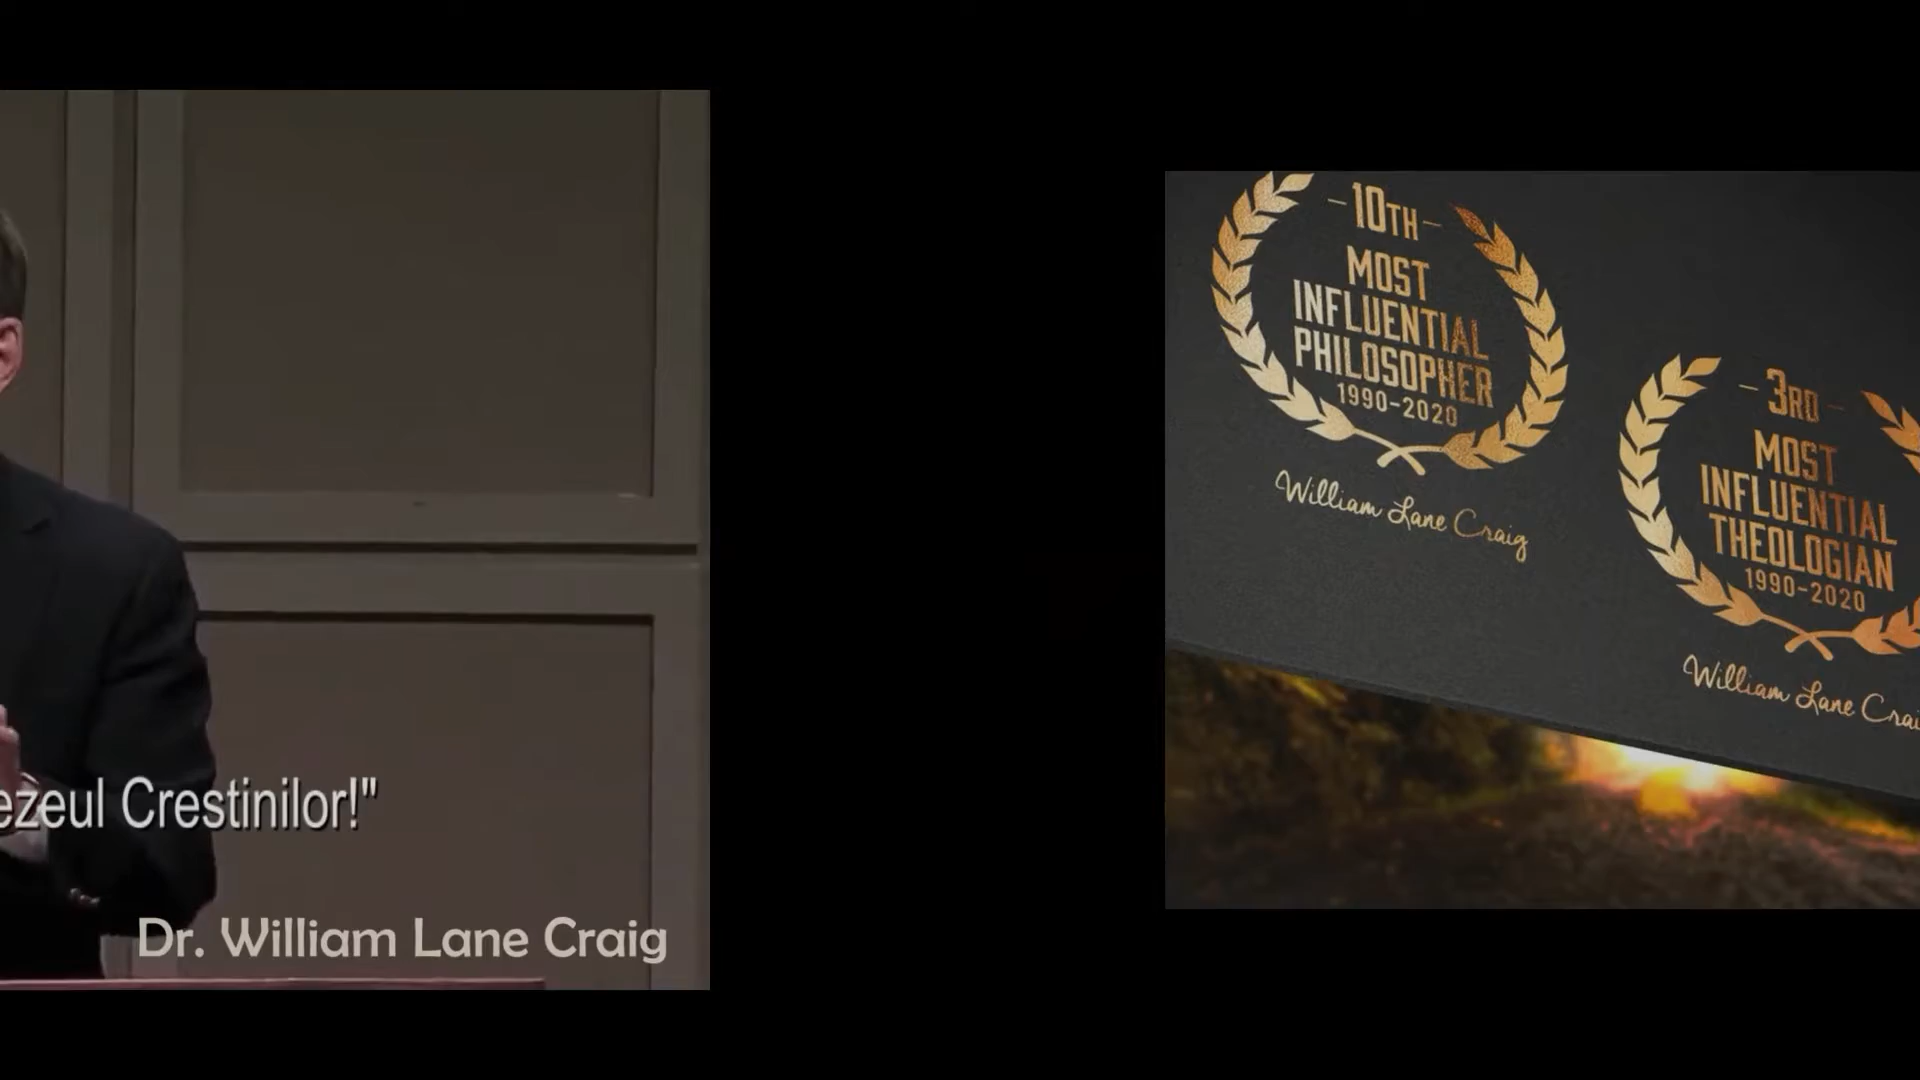 ezeul Crestinilor!"
Dr. William Lane Craig
-10TH-
MOST
INFLUENTIAL
PHILOSOPHER
1990-2020
William Lane Craig
-3RD-
MOST
INFLUENTIAL
THEOLOGIAN
1990-2020
William Lane Crai